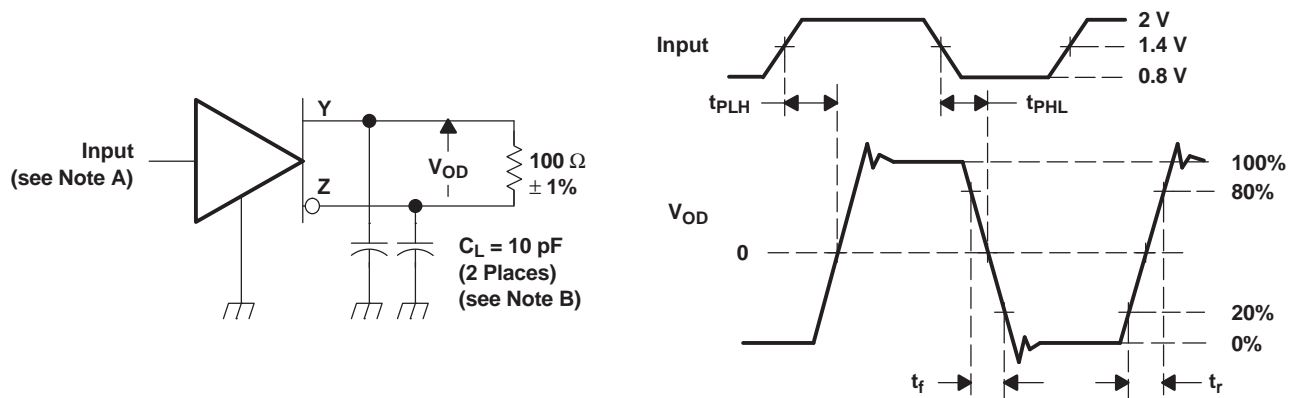 Input
(see Note A)
Y
Z
V_OD
100 Ω
± 1%
C_L = 10 pF
(2 Places)
(see Note B)
Input
2 V
1.4 V
0.8 V
t_PLH
t_PHL
100%
80%
V_OD
0
20%
0%
t_f
t_r